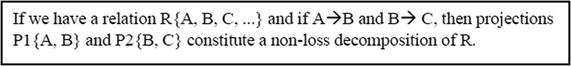 If we have a relation R{A, B, C, ...} and if A→B and B→ C, then projections
P1{A, B} and P2{B, C} constitute a non-loss decomposition of R.